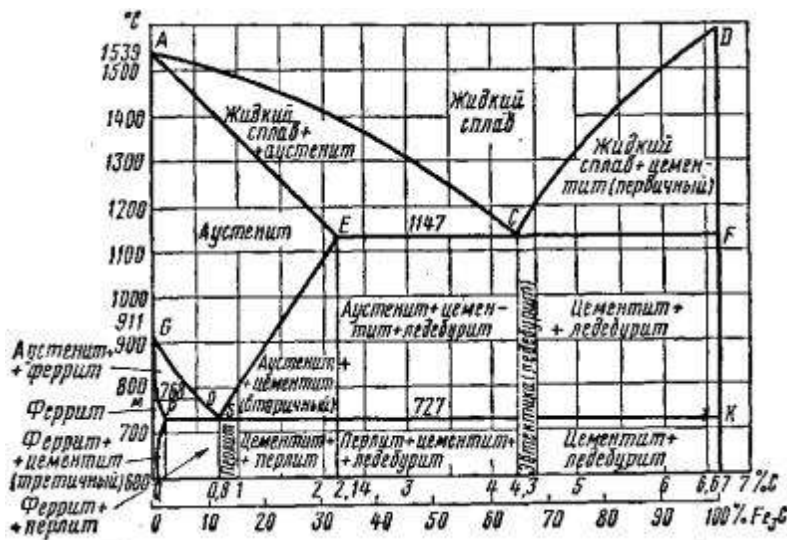 °C
A
D
1539
1500
Жидкий
сплав+
+аустенит
Жидкий
сплав
1400
Жидкий
сплав+цемен-
тит(первичный)
1300
1200
Аустенит
E
1147
C
F
1100
1000
Аустенит+цемен-
тит+ледебурит
Цементит+
+ледебурит
Эвтектика(ледебурит)
911
G
900
Аустенит+
+феррит
Аустенит+
+цементит
(вторичный)
800
768
М
О
Феррит
P
S
727
K
700
Феррит+
+цементит
(третичный)
Перлит
Цементит+
+перлит
Перлит+цементит+
+ледебурит
Цементит+
ледебурит
600
Феррит+
+перлит
0,8 1 2 2,14 3 4 4,3 5 6 6,67 7 %C
0 10 20 30 40 50 60 70 80 90 100% Fe₃C